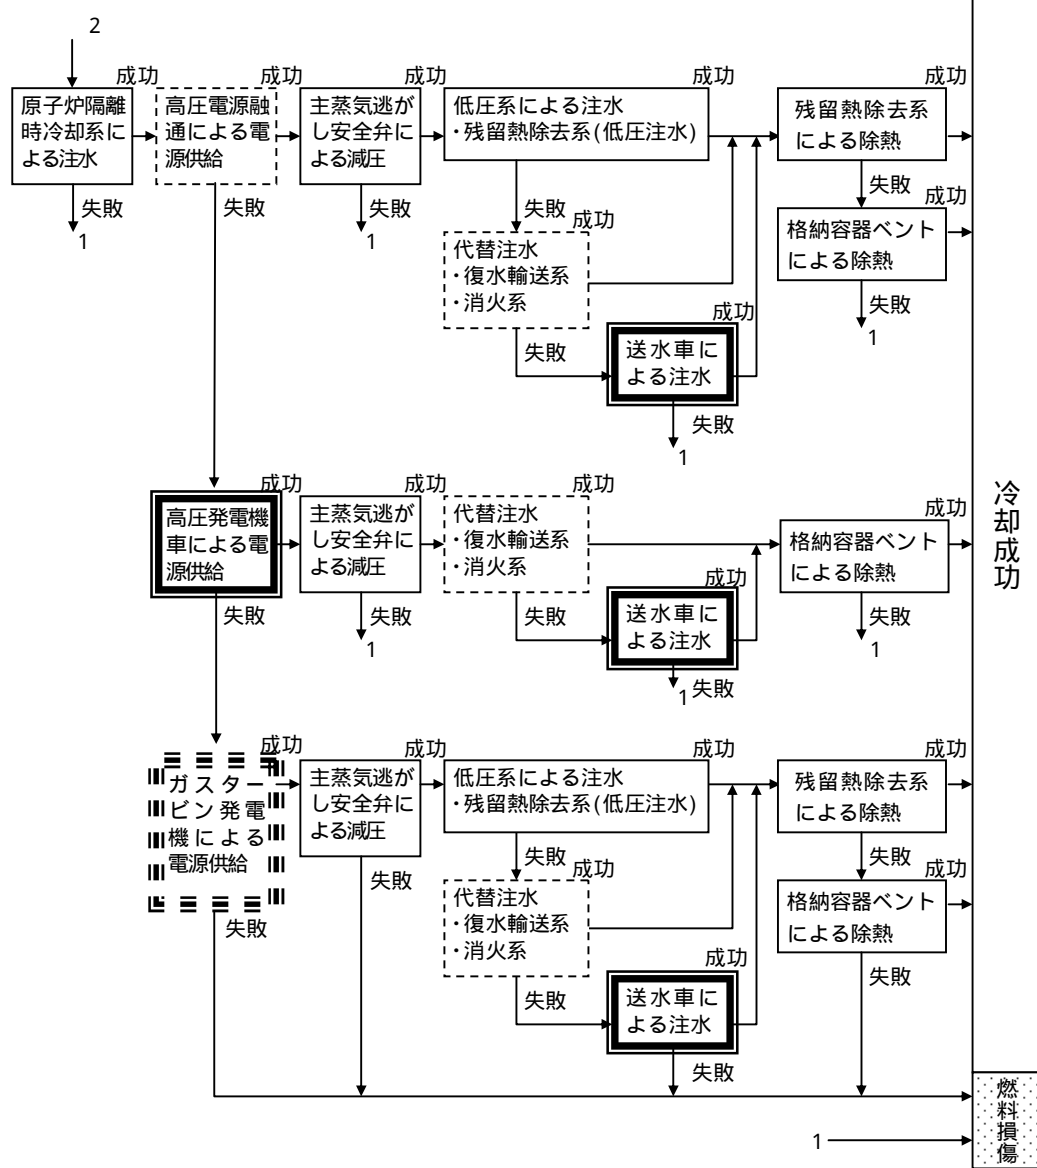 2
成功
成功
成功
成功
成功
原子炉隔離
時冷却系に
よる注水
高圧電源融
通による電
源供給
主蒸気逃が
し安全弁に
よる減圧
低圧系による注水
・残留熱除去系(低圧注水)
残留熱除去系
による除熱
失敗
1
失敗
失敗
1
失敗
成功
失敗
成功
代替注水
・復水輸送系
・消火系
格納容器ベント
による除熱
失敗
1
失敗
成功
送水車に
よる注水
失敗
1
成功
成功
成功
成功
高圧発電機
車による電
源供給
主蒸気逃が
し安全弁に
よる減圧
代替注水
・復水輸送系
・消火系
格納容器ベント
による除熱
失敗
失敗
1
失敗
成功
送水車に
よる注水
失敗
1
失敗
1
成功
成功
成功
成功
ガスター
ビン発電
機による
電源供給
主蒸気逃が
し安全弁に
よる減圧
低圧系による注水
・残留熱除去系(低圧注水)
残留熱除去系
による除熱
失敗
失敗
失敗
成功
失敗
成功
代替注水
・復水輸送系
・消火系
格納容器ベント
による除熱
失敗
失敗
成功
送水車に
よる注水
失敗
1
冷却成功
燃料損傷